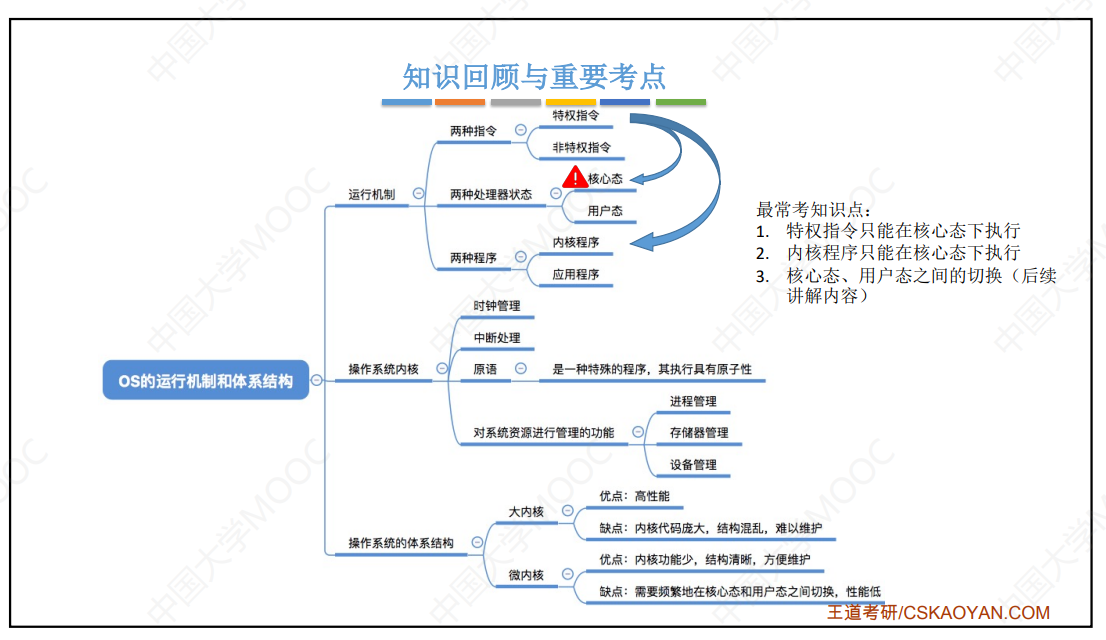 知识回顾与重要考点
特权指令
两种指令
非特权指令
核心态
运行机制
两种处理器状态
用户态
内核程序
两种程序
应用程序
最常考知识点：
1. 特权指令只能在核心态下执行
2. 内核程序只能在核心态下执行
3. 核心态、用户态之间的切换（后续
讲解内容）
时钟管理
中断处理
操作系统内核
原语
是一种特殊的程序，其执行具有原子性
OS的运行机制和体系结构
进程管理
对系统资源进行管理的功能
存储器管理
设备管理
优点：高性能
大内核
缺点：内核代码庞大，结构混乱，难以维护
操作系统的体系结构
优点：内核功能少，结构清晰，方便维护
微内核
缺点：需要频繁地在核心态和用户态之间切换，性能低
王道考研/CSKAOYAN.COM
中国大学MOOC